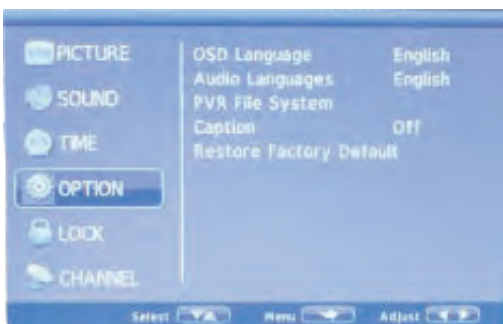 PICTURE
SOUND
TIME
OPTION
LOCK
CHANNEL
OSD Language English
Audio Languages English
PVR File System
Caption Off
Restore Factory Default
Select Menu Adjust